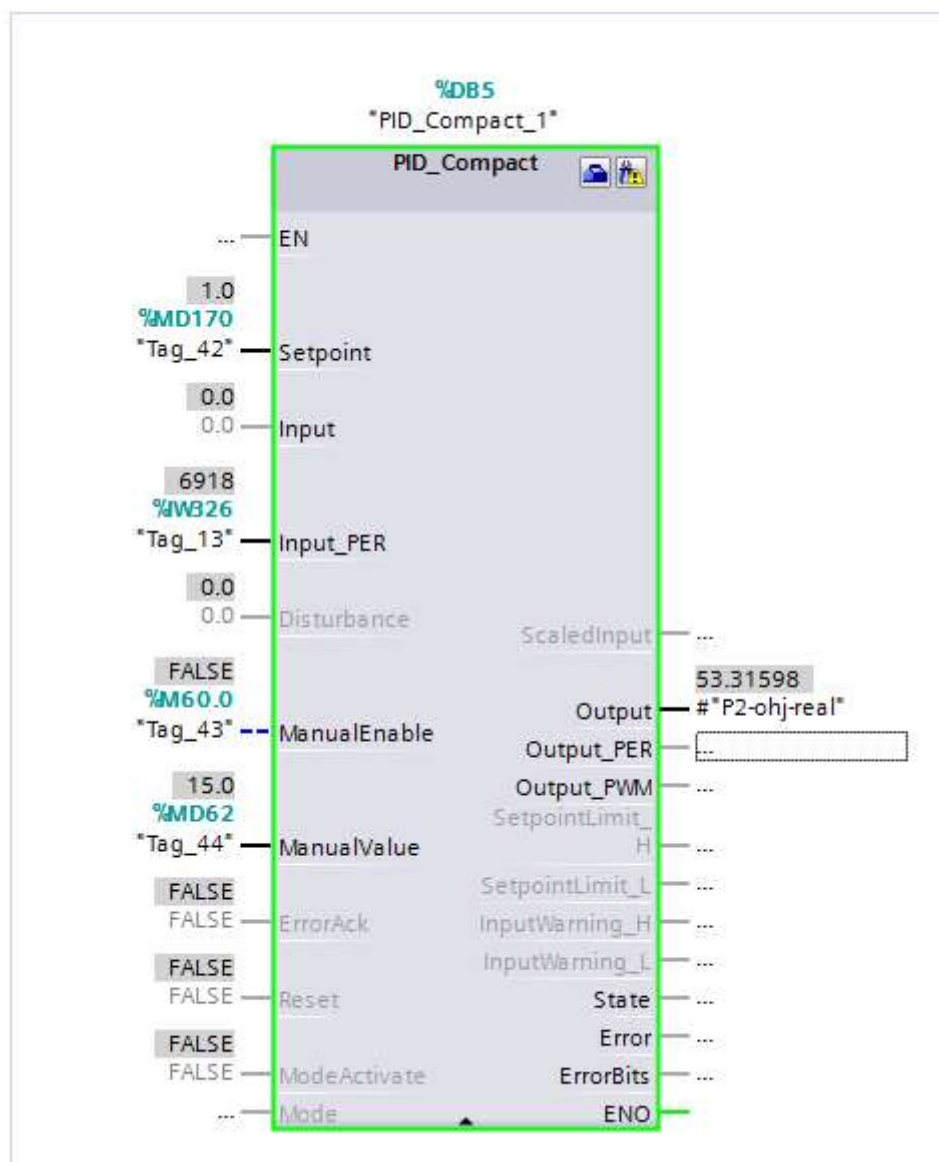 %DB5
"PID_Compact_1"
PID_Compact
... EN
1.0
%MD170
"Tag_42" Setpoint
0.0
0.0 Input
6918
%IW326
"Tag_13" Input_PER
0.0
0.0 Disturbance
ScaledInput ...
FALSE
%M60.0
"Tag_43" ManualEnable
53.31598
Output #"P2-ohj-real"
Output_PER ...
15.0
%MD62
"Tag_44" ManualValue
Output_PWM ...
SetpointLimit_
H ...
FALSE
FALSE ErrorAck
SetpointLimit_L ...
InputWarning_H ...
InputWarning_L ...
FALSE
FALSE Reset
State ...
Error ...
FALSE
FALSE ModeActivate
ErrorBits ...
... Mode
ENO